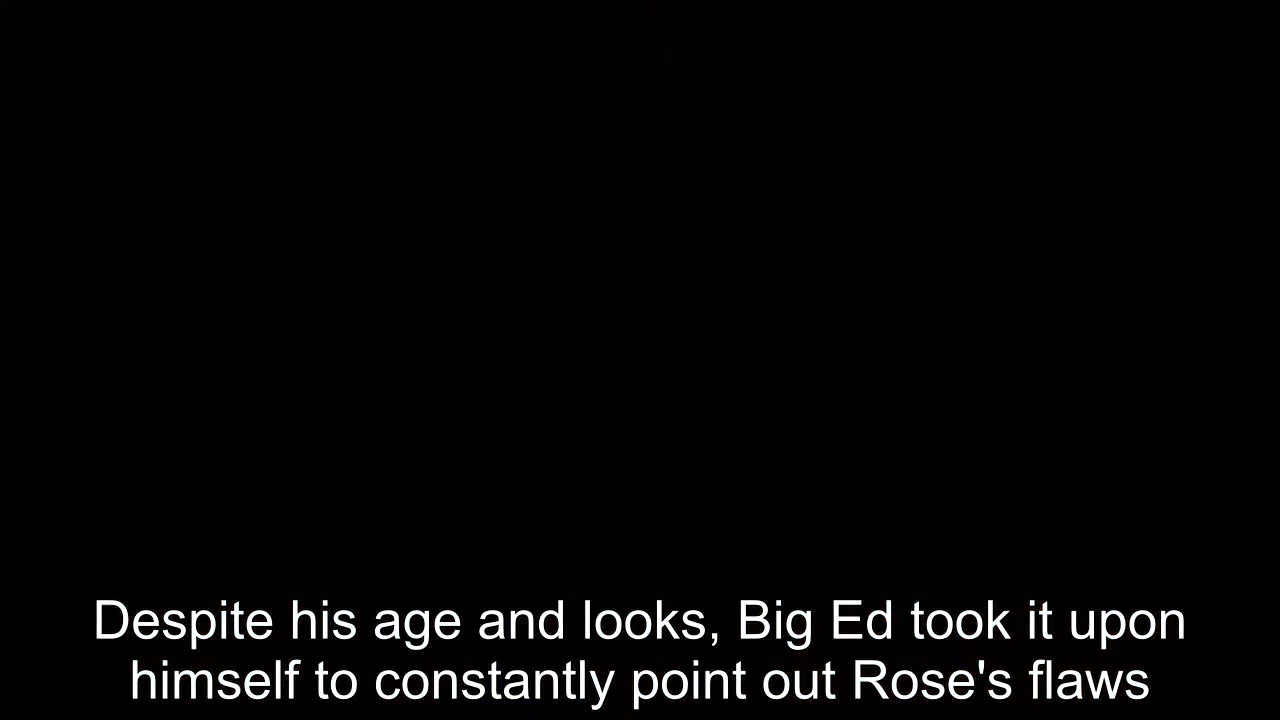 Despite his age and looks, Big Ed took it upon
himself to constantly point out Rose's flaws